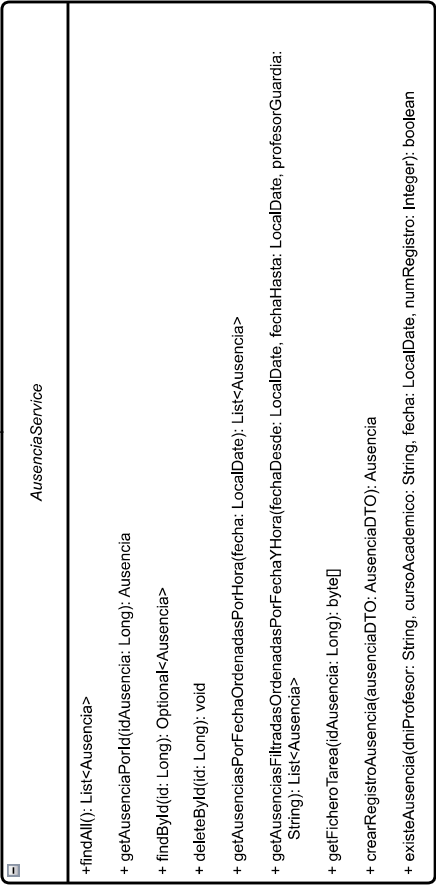 AusenciaService
+findAll(): List<Ausencia>
+ getAusenciaPorId(idAusencia: Long): Ausencia
+ findById(id: Long): Optional<Ausencia>
+ deleteById(id: Long): void
+ getAusenciasPorFechaOrdenadasPorHora(fecha: LocalDate): List<Ausencia>
+ getAusenciasFiltradasOrdenadasPorFechaYHora(fechaDesde: LocalDate, fechaHasta: LocalDate, profesorGuardia:
String): List<Ausencia>
+ getFicheroTarea(idAusencia: Long): byte[]
+ crearRegistroAusencia(ausenciaDTO: AusenciaDTO): Ausencia
+ existeAusencia(dniProfesor: String, cursoAcademico: String, fecha: LocalDate, numRegistro: Integer): boolean